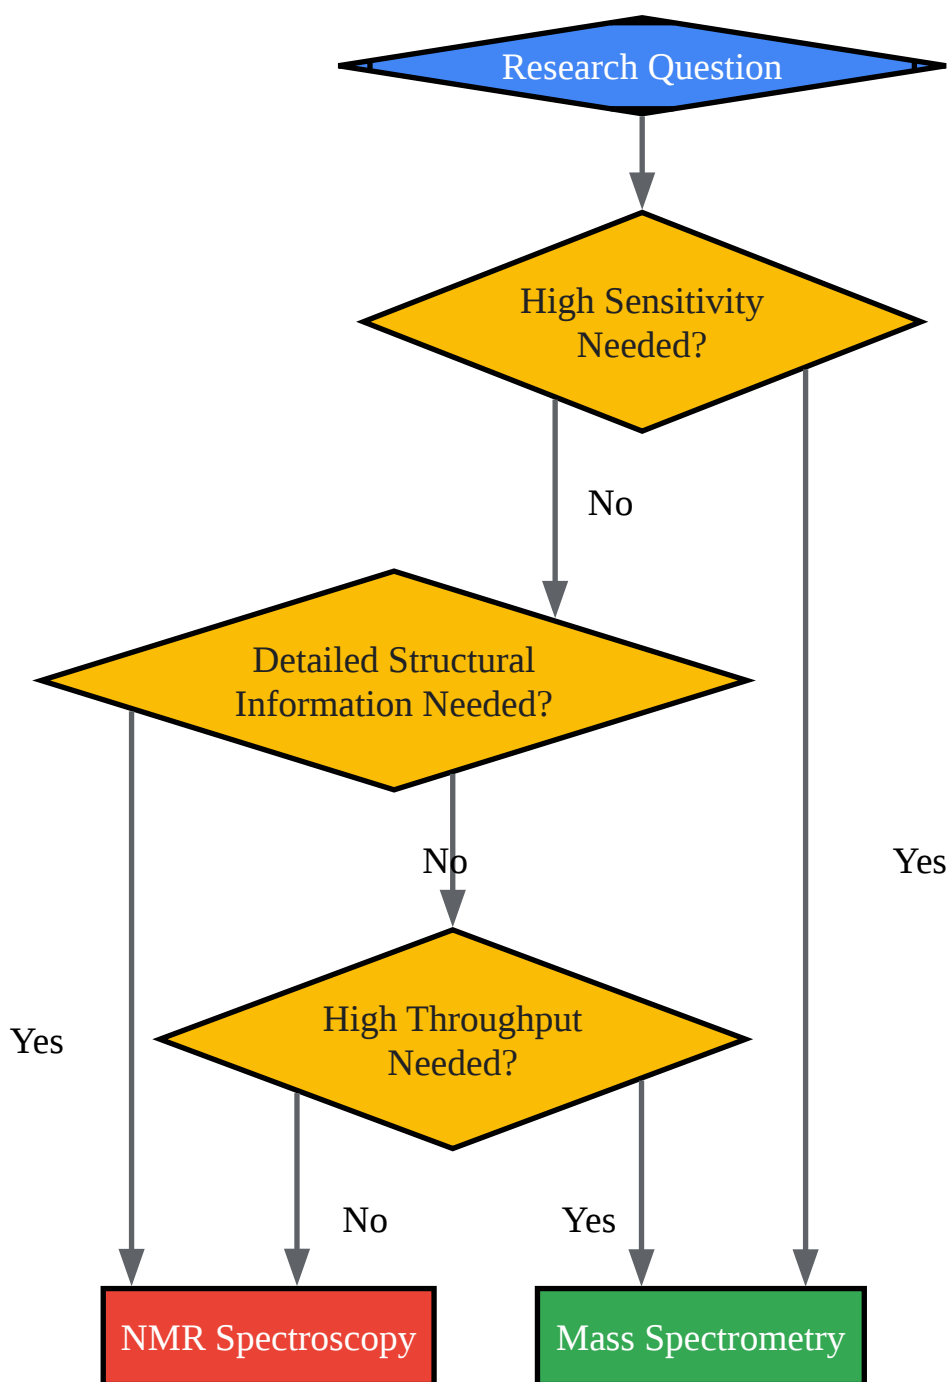 Research Question
High Sensitivity
Needed?
No
Detailed Structural
Information Needed?
No
Yes
High Throughput
Needed?
Yes
No
Yes
NMR Spectroscopy
Mass Spectrometry